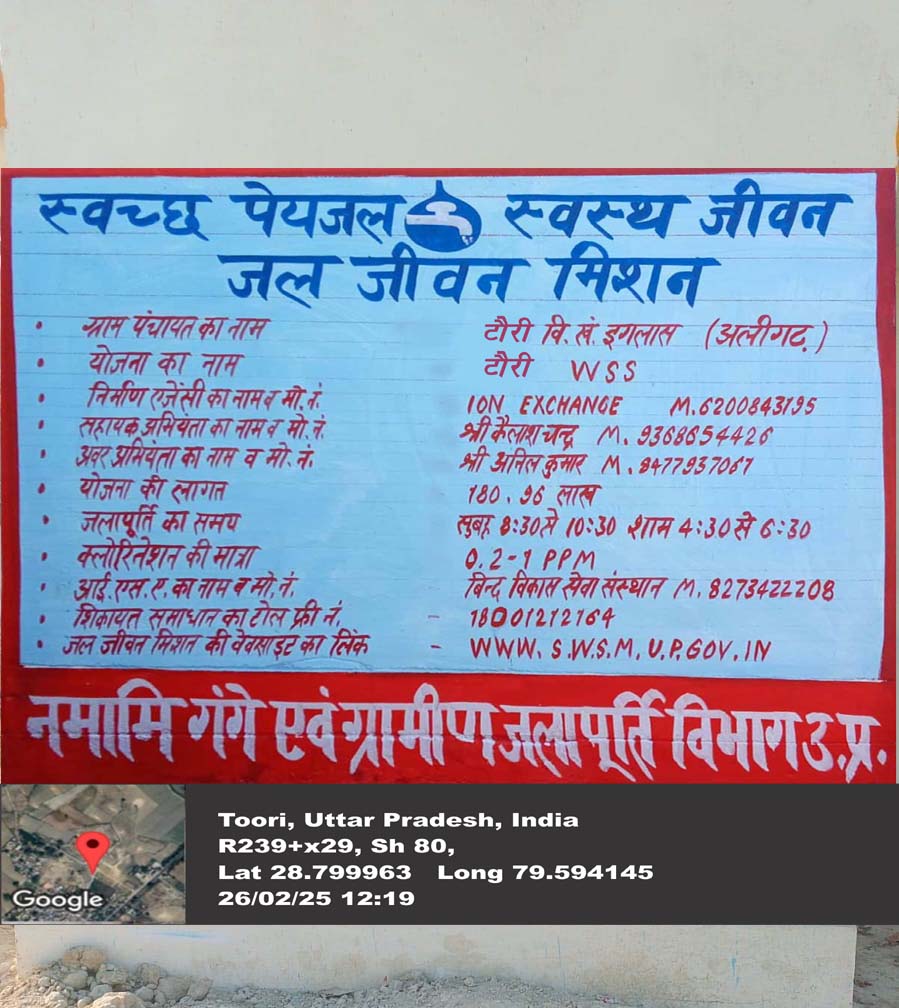 स्वच्छ पेयजल स्वस्थ जीवन
जल जीवन मिशन
• ग्राम पंचायत का नाम टौरी वि. खं. इगलास (अलीगढ़)
• योजना का नाम टौरी WSS
• निर्माण एजेंसी का नाम व मो. नं. ION EXCHANGE M. 6200843195
• सहायक अभियंता का नाम व मो. नं. श्री कैलाश चन्द्र M. 9368654426
• अवर अभियंता का नाम व मो. नं. श्री अनिल कुमार M. 8477937067
• योजना की लागत 180.96 लाख
• जलापूर्ति का समय सुबह 8:30 से 10:30 शाम 4:30 से 6:30
• क्लोरिनेशन की मात्रा 0.2-1 PPM
• आई. एस. ए. का नाम व मो. नं. विन्द विकास सेवा संस्थान M. 8273422208
• शिकायत समाधान का टोल फ्री नं. - 18001212164
• जल जीवन मिशन की वेवसाइट का लिंक - WWW. S.W.S.M. U.P.GOV.IN
नमामि गंगे एवं ग्रामीण जलापूर्ति विभाग उ.प्र.
Toori, Uttar Pradesh, India
R239+x29, Sh 80,
Lat 28.799963 Long 79.594145
26/02/25 12:19
Google